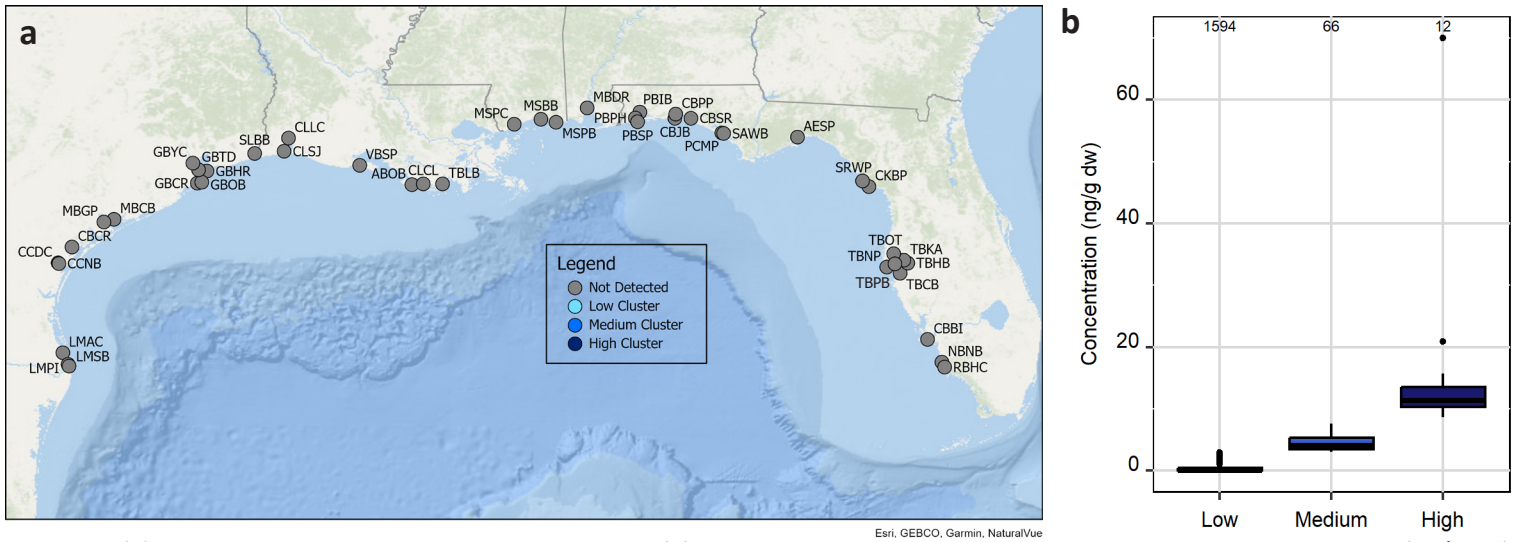 a
MSPC
MSBB
MBDR
MSPB
PBPH
PBIB
PBSP
CBPP
CBJB
CBSR
PCMP
SAWB
AESP
SRWP
CKBP
CLLC
SLBB
CLSJ
GBYC
GBTD
GBHR
GBCR
GBOB
VBSP
ABOB
CLCL
TBLB
MBGP
MBCB
CBCR
CCDC
CCNB
TBOT
TBKA
TBNP
TBHB
TBPB
TBCB
CBBI
NBNB
RBHC
LMAC
LMSB
LMPI
Legend
Not Detected
Low Cluster
Medium Cluster
High Cluster
Esri, GEBCO, Garmin, NaturalVue
b
1594 66 12
Concentration (ng/g dw)
60
40
20
0
Low Medium High